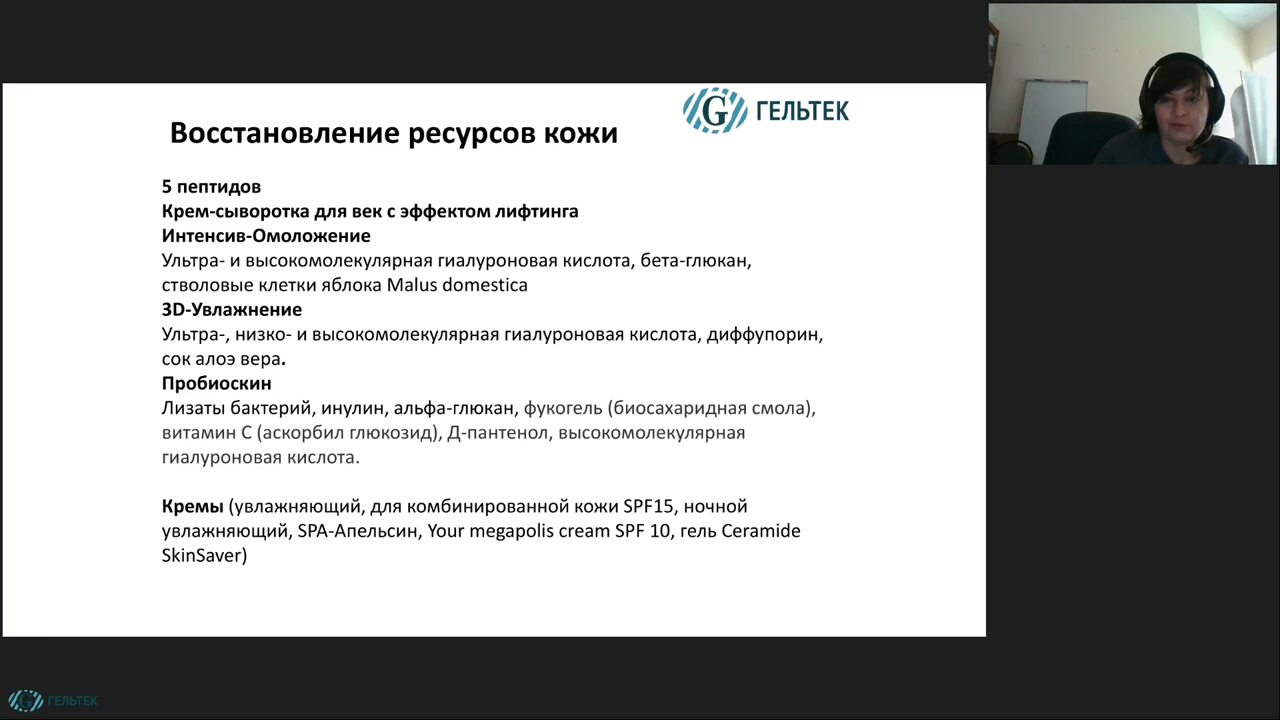 ГЕЛЬТЕК
Восстановление ресурсов кожи
5 пептидов
Крем-сыворотка для век с эффектом лифтинга
Интенсив-Омоложение
Ультра- и высокомолекулярная гиалуроновая кислота, бета-глюкан,
стволовые клетки яблока Malus domestica
3D-Увлажнение
Ультра-, низко- и высокомолекулярная гиалуроновая кислота, диффупорин,
сок алоэ вера.
Пробиоскин
Лизаты бактерий, инулин, альфа-глюкан, фукогель (биосахаридная смола),
витамин С (аскорбил глюкозид), Д-пантенол, высокомолекулярная
гиалуроновая кислота.
Кремы (увлажняющий, для комбинированной кожи SPF15, ночной
увлажняющий, SPA-Апельсин, Your megapolis cream SPF 10, гель Ceramide
SkinSaver)
ГЕЛЬТЕК